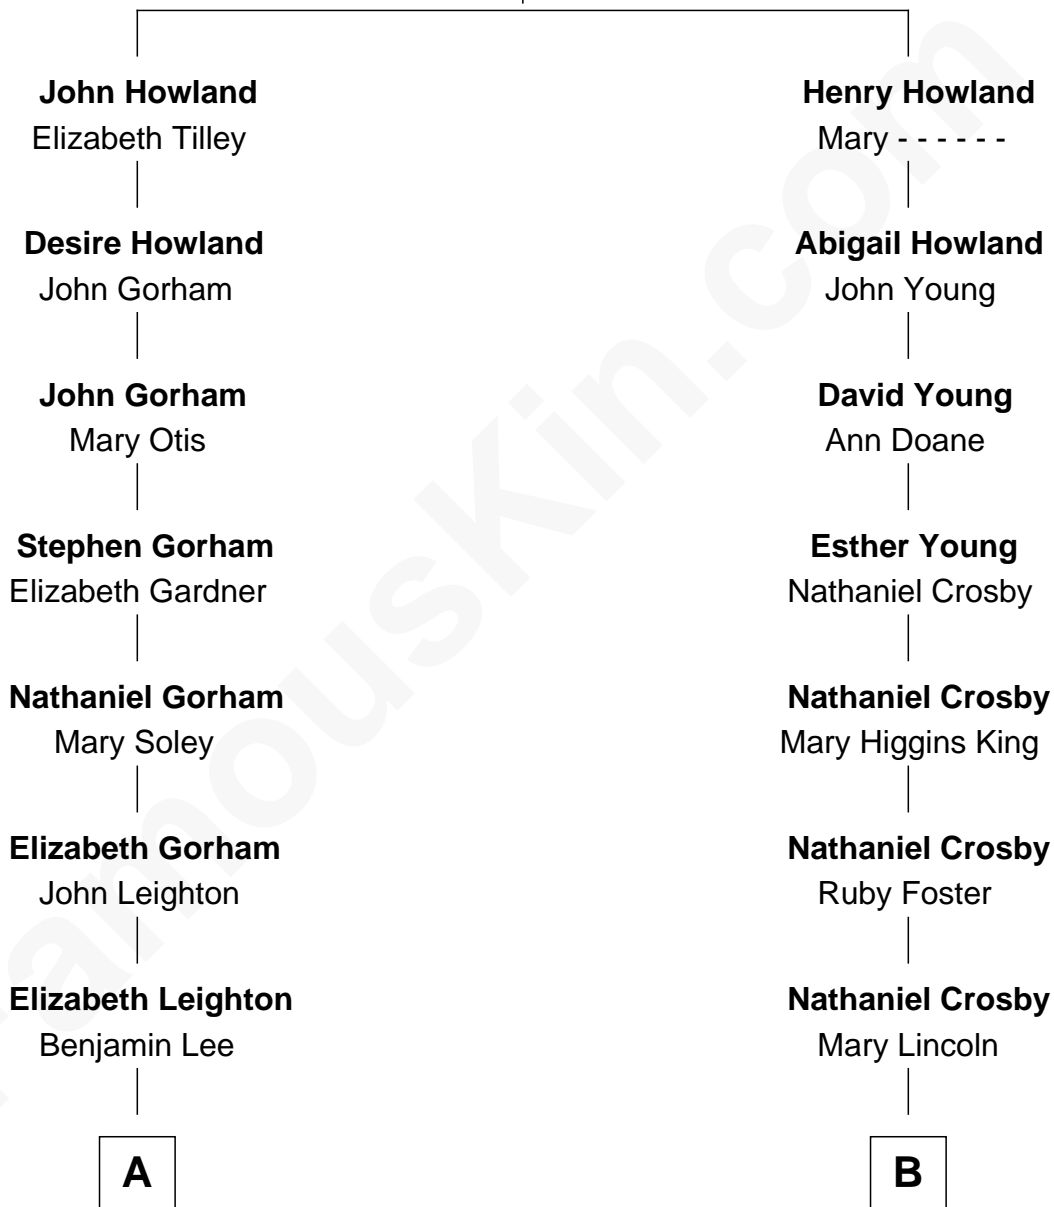 John Howland
Elizabeth Tilley
Desire Howland
John Gorham
John Gorham
Mary Otis
Stephen Gorham
Elizabeth Gardner
Nathaniel Gorham
Mary Soley
Elizabeth Gorham
John Leighton
Elizabeth Leighton
Benjamin Lee
A
Henry Howland
Mary - - - - - -
Abigail Howland
John Young
David Young
Ann Doane
Esther Young
Nathaniel Crosby
Nathaniel Crosby
Mary Higgins King
Nathaniel Crosby
Ruby Foster
Nathaniel Crosby
Mary Lincoln
B
FamousKin.com